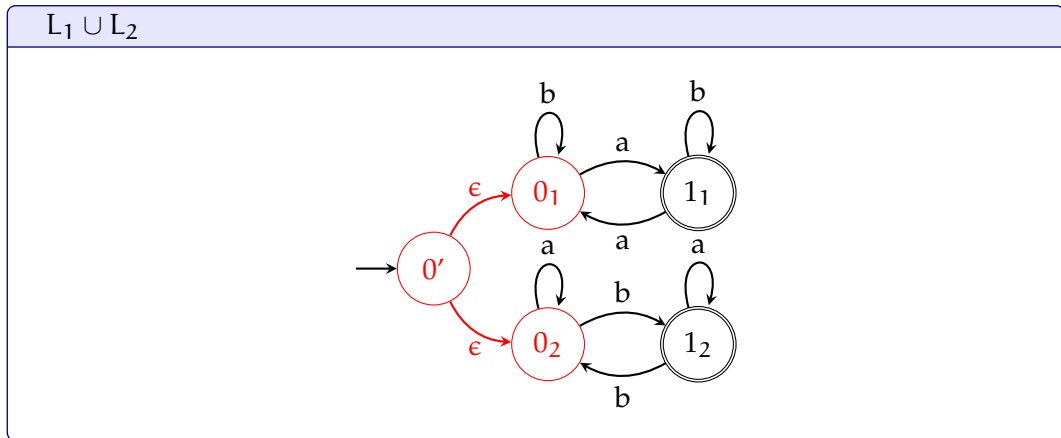 L₁ ∪ L₂
b b
a
ϵ 0₁ 1₁
a
0′ a a
b
ϵ 0₂ 1₂
b